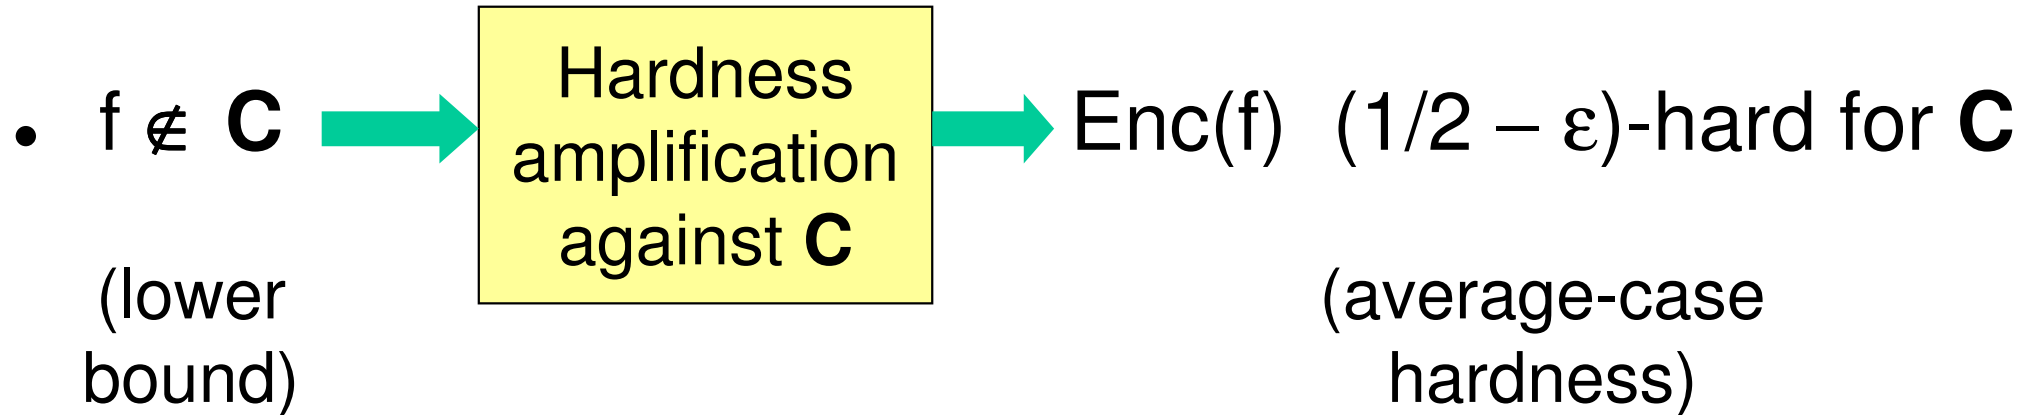 • f ∉ C
Hardness
amplification
against C
Enc(f) (1/2 – ε)-hard for C
(lower
bound)
(average-case
hardness)